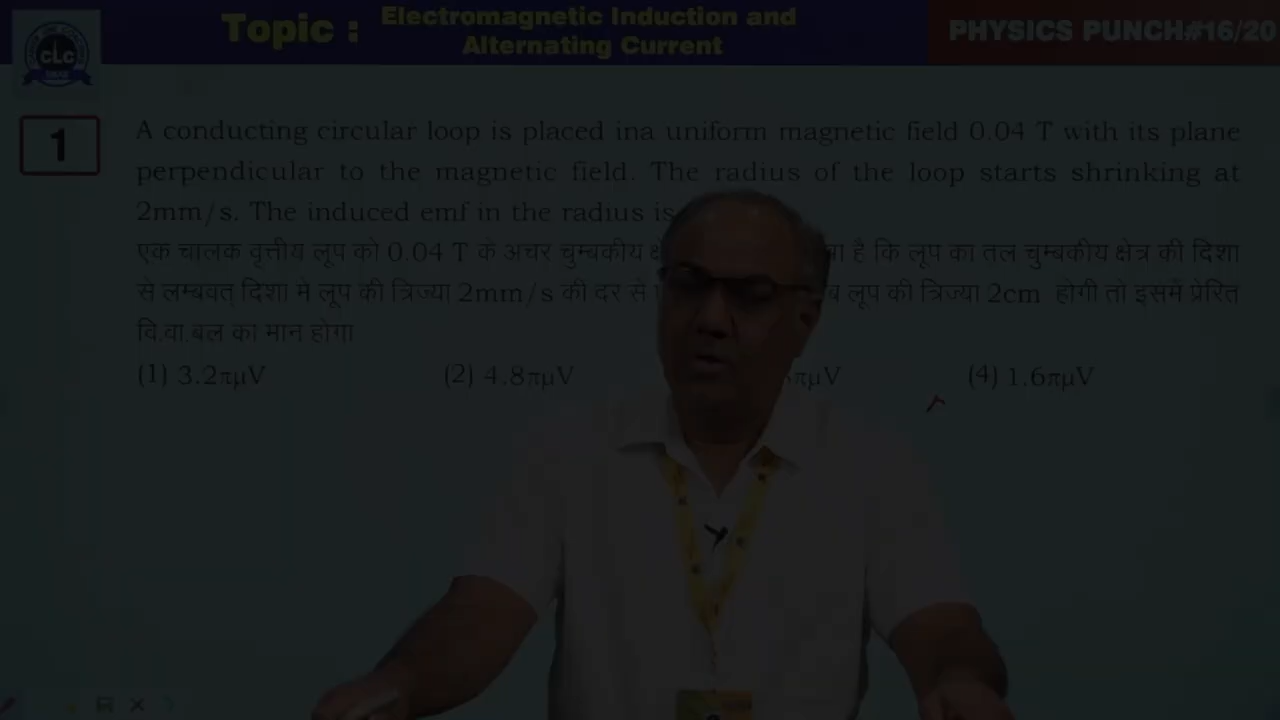 Topic :
Electromagnetic Induction and
Alternating Current
PHYSICS PUNCH#16/20
CLC
1
A conducting circular loop is placed ina uniform magnetic field 0.04 T with its plane
perpendicular to the magnetic field. The radius of the loop starts shrinking at
2mm/s. The induced emf in the radius is
एक चालक वृत्तीय लूप को 0.04 T के अचर चुम्बकीय है कि लूप का तल चुम्बकीय क्षेत्र की दिशा
से लम्बवत् दिशा मे लूप की त्रिज्या 2mm/s की दर से लूप की त्रिज्या 2cm होगी तो इसमें प्रेरित
वि.वा.बल का मान होगा
(1) 3.2πμV (2) 4.8πμV πμV (4) 1.6πμV